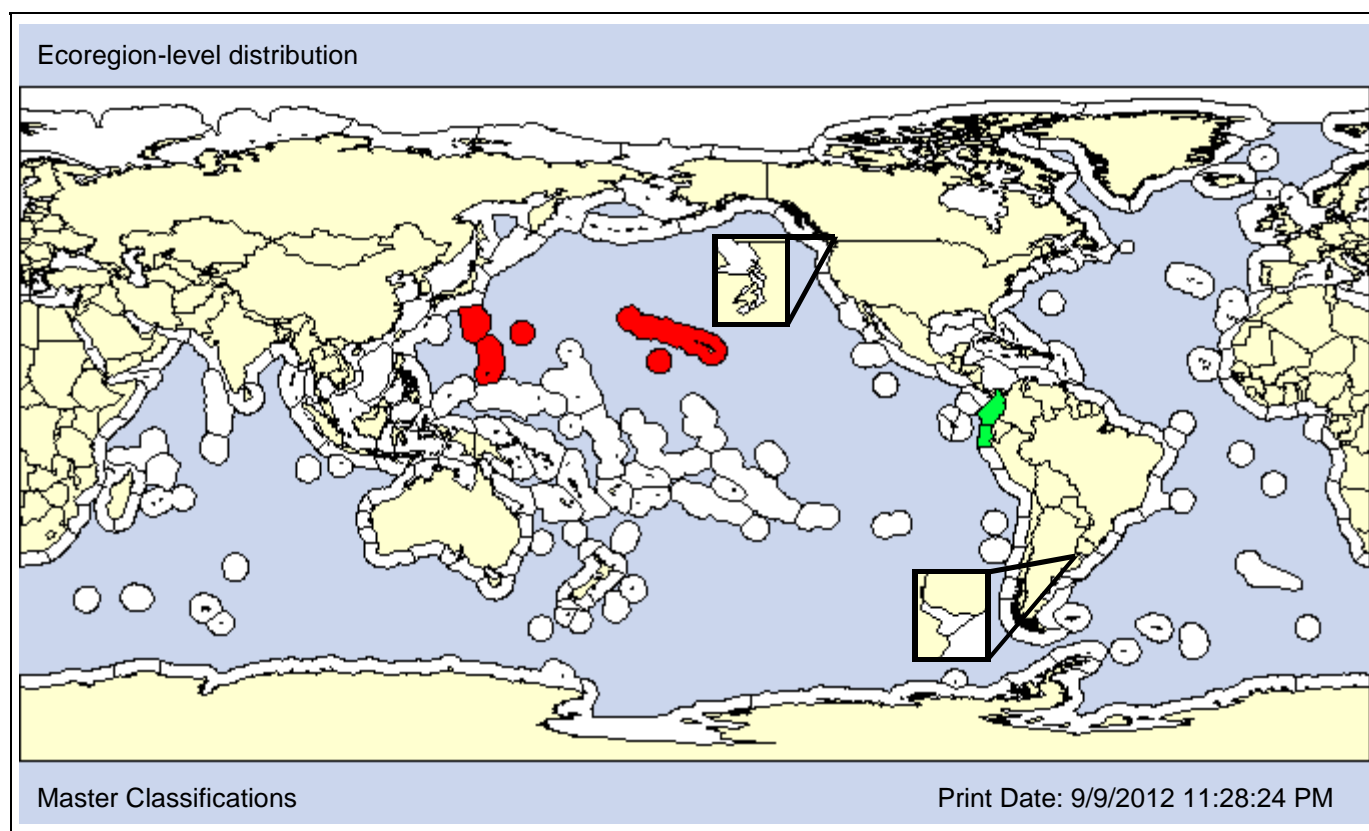 Ecoregion-level distribution
Master Classifications
Print Date: 9/9/2012 11:28:24 PM